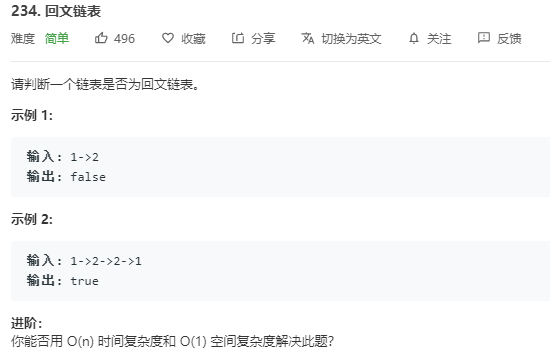 234. 回文链表
难度 简单 496 收藏 分享 切换为英文 关注 反馈
请判断一个链表是否为回文链表。
示例 1:
输入: 1->2
输出: false
示例 2:
输入: 1->2->2->1
输出: true
进阶：
你能否用 O(n) 时间复杂度和 O(1) 空间复杂度解决此题？